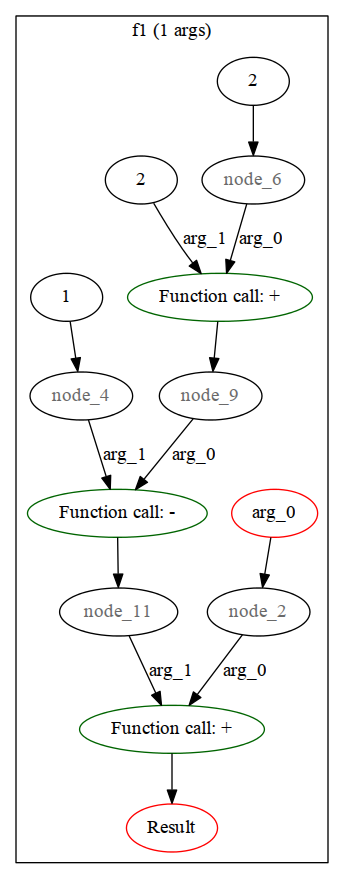 f1 (1 args)
2
2
node_6
arg_1
arg_0
1
Function call: +
node_4
node_9
arg_1
arg_0
Function call: -
arg_0
node_11
node_2
arg_1
arg_0
Function call: +
Result